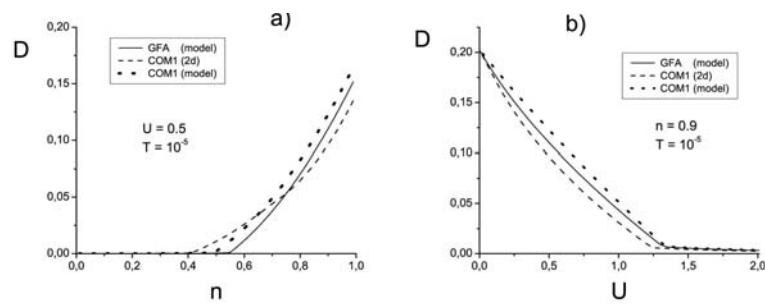 a)
D
GFA (model)
COM1 (2d)
COM1 (model)
U = 0.5
T = 10⁻⁵
0,20
0,15
0,10
0,05
0,00
0,0 0,2 0,4 0,6 0,8 1,0
n
b)
D
GFA (model)
COM1 (2d)
COM1 (model)
n = 0.9
T = 10⁻⁵
0,20
0,15
0,10
0,05
0,00
0,0 0,5 1,0 1,5 2,0
U